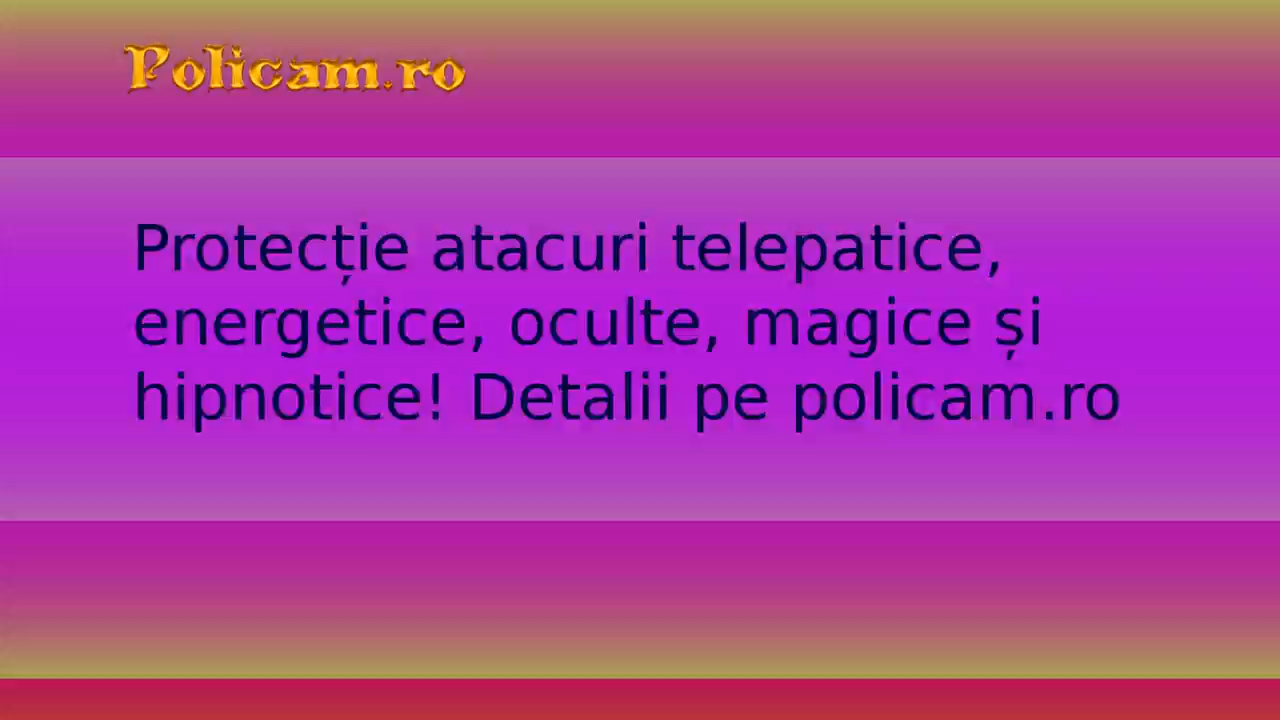 Policam.ro
Protecție atacuri telepatice,
energetice, oculte, magice și
hipnotice! Detalii pe policam.ro